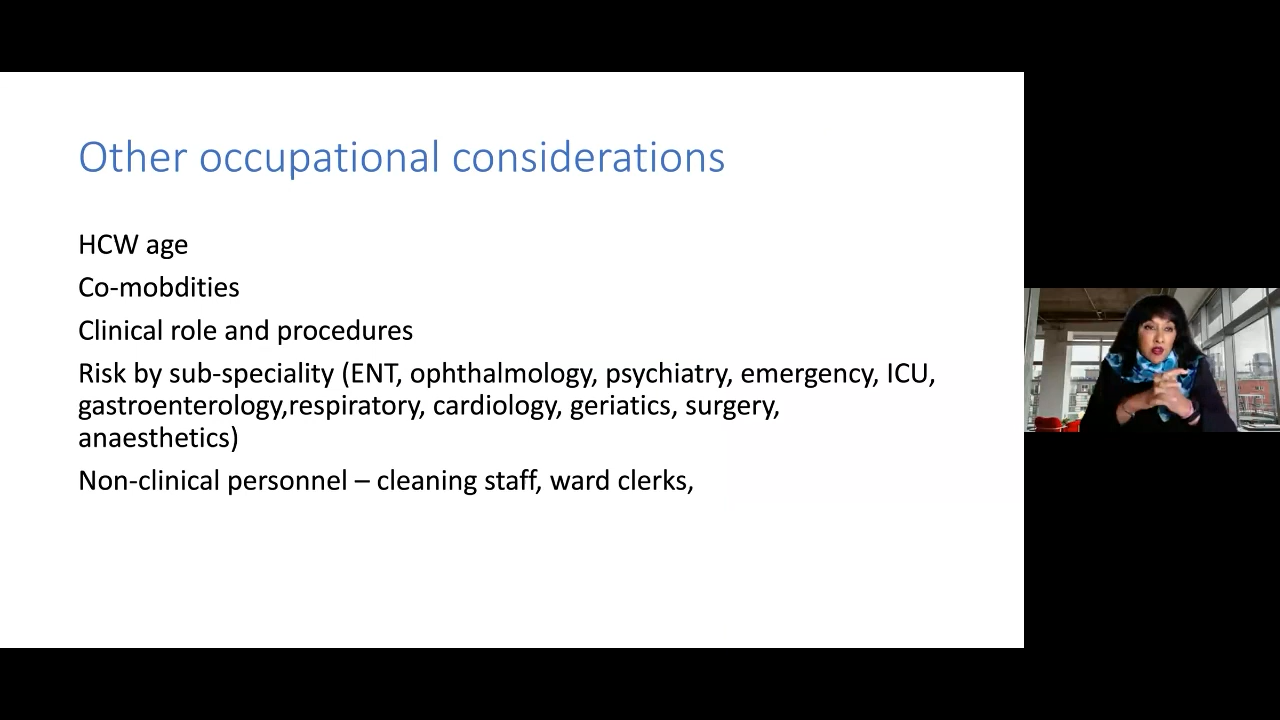 Other occupational considerations
HCW age
Co-mobdities
Clinical role and procedures
Risk by sub-speciality (ENT, ophthalmology, psychiatry, emergency, ICU,
gastroenterology,respiratory, cardiology, geriatics, surgery,
anaesthetics)
Non-clinical personnel – cleaning staff, ward clerks,